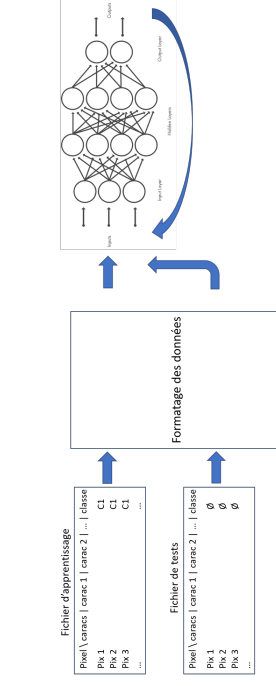 Fichier d'apprentissage
Pixel \ caracs | carac 1 | carac 2 | ... | classe
Pix 1 C1
Pix 2 C1
Pix 3 C1
... ...
Fichier de tests
Pixel \ caracs | carac 1 | carac 2 | ... | classe
Pix 1 Ø
Pix 2 Ø
Pix 3 Ø
... ...
Formatage des données
Inputs
Input Layer
Hidden Layers
Output Layer
Outputs